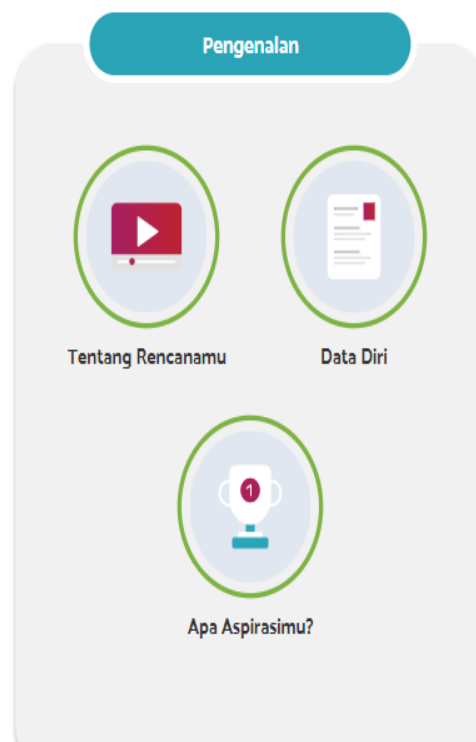 Pengenalan
Tentang Rencanamu
Data Diri
1
Apa Aspirasimu?